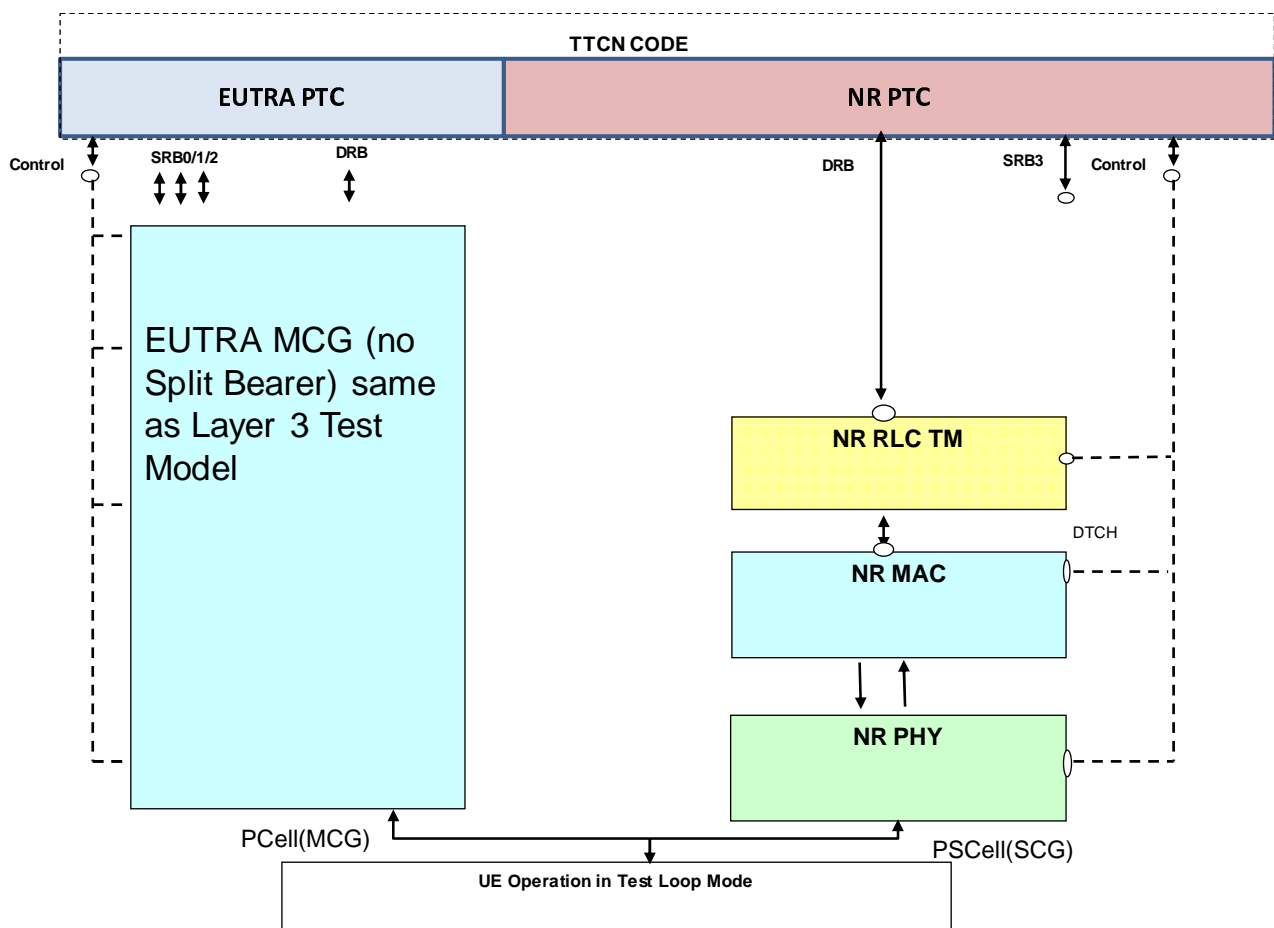 TTCN CODE
EUTRA PTC
NR PTC
Control
SRB0/1/2
DRB
DRB
SRB3
Control
EUTRA MCG (no
Split Bearer) same
as Layer 3 Test
Model
NR RLC TM
DTCH
NR MAC
NR PHY
PCell(MCG)
PSCell(SCG)
UE Operation in Test Loop Mode